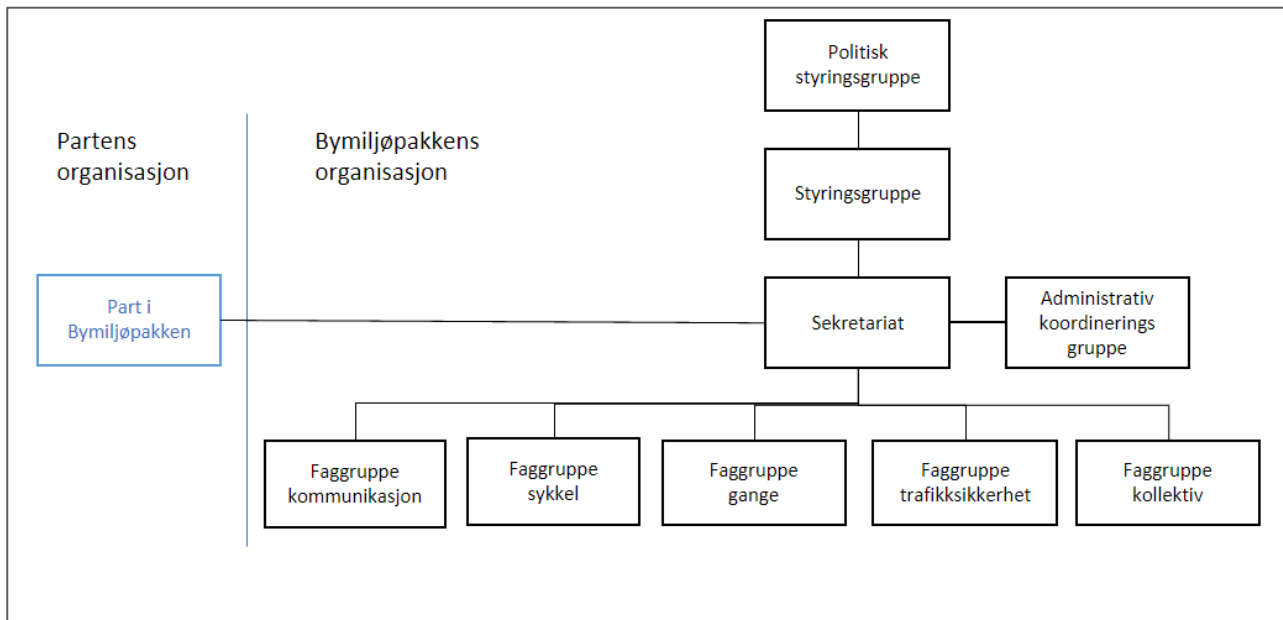 Politisk
styringsgruppe
Partens
organisasjon
Bymiljøpakkens
organisasjon
Styringsgruppe
Part i
Bymiljøpakken
Sekretariat
Administrativ
koordinerings
gruppe
Faggruppe
kommunikasjon
Faggruppe
sykkel
Faggruppe
gange
Faggruppe
trafikksikkerhet
Faggruppe
kollektiv